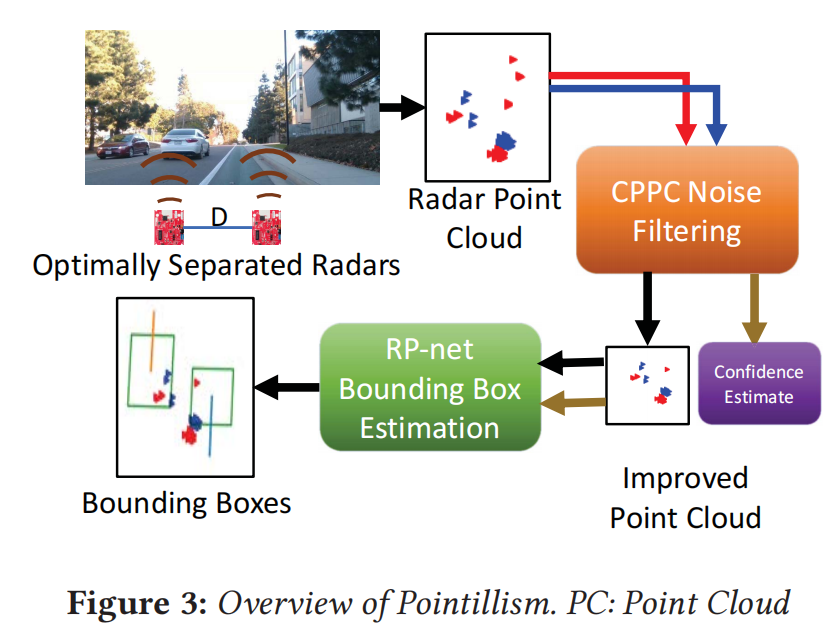 D
Optimally Separated Radars
Radar Point
Cloud
CPPC Noise
Filtering
RP-net
Bounding Box
Estimation
Confidence
Estimate
Improved
Point Cloud
Bounding Boxes
Figure 3: Overview of Pointillism. PC: Point Cloud